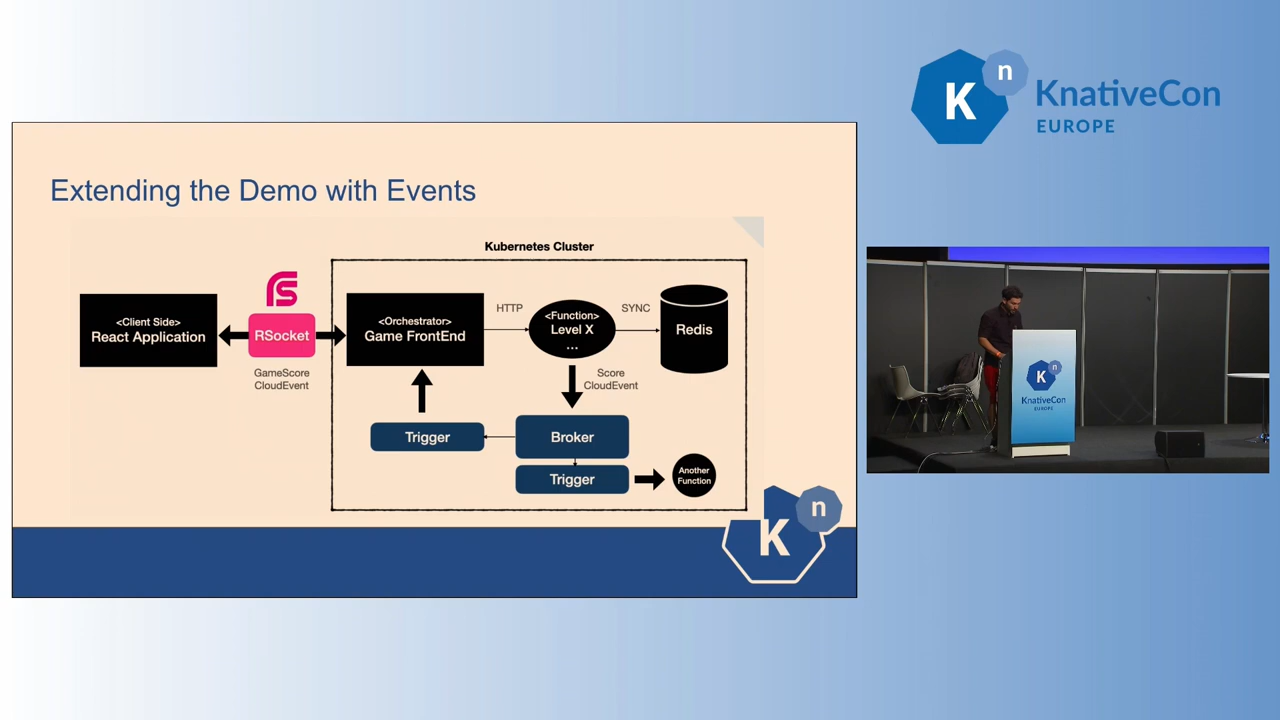 K
n
KnativeCon
EUROPE
Extending the Demo with Events
Kubernetes Cluster
<Client Side>
React Application
RSocket
GameScore
CloudEvent
<Orchestrator>
Game FrontEnd
HTTP
<Function>
Level X
...
SYNC
Redis
Score
CloudEvent
Trigger
Broker
Trigger
Another
Function
K
n
K
n
KnativeCon
EUROPE